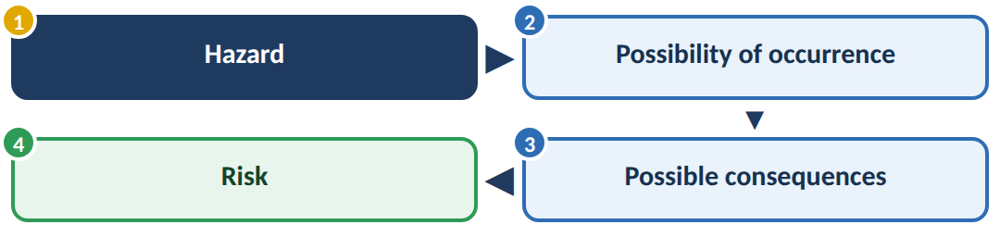 1
Hazard
2
Possibility of occurrence
3
Possible consequences
4
Risk